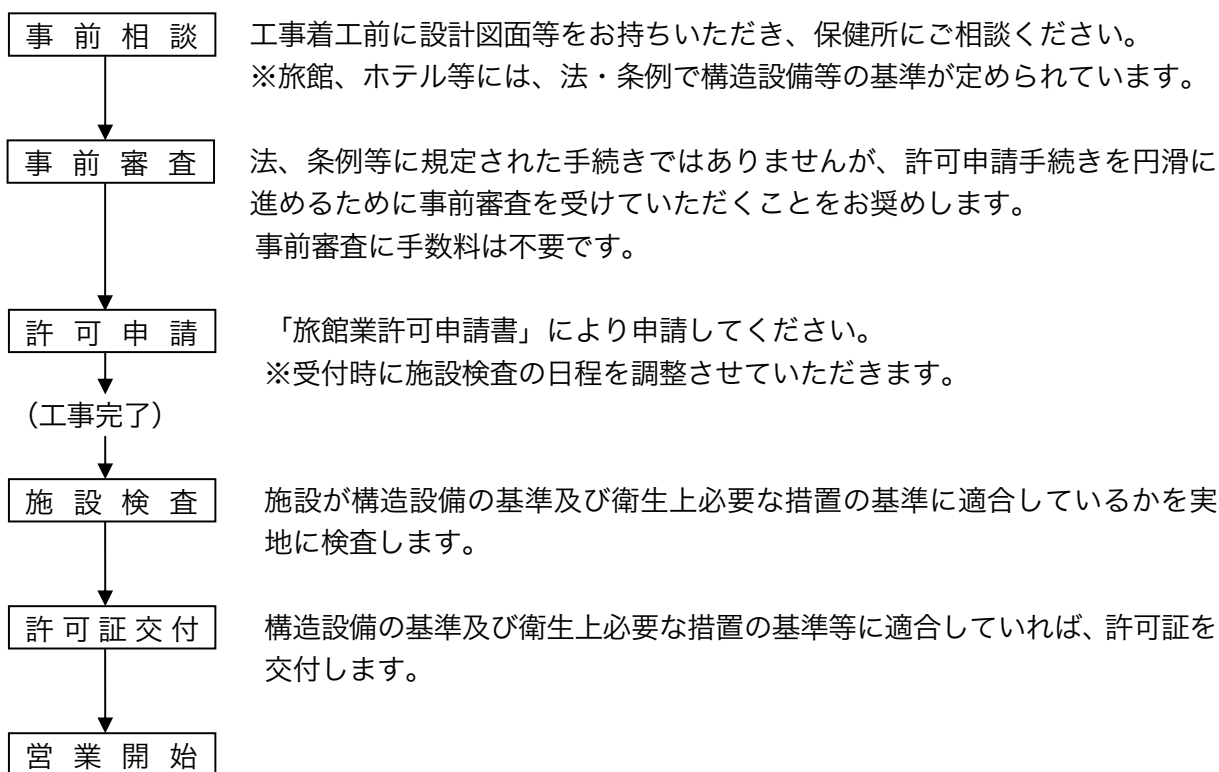 事前相談
工事着工前に設計図面等をお持ちいただき、保健所にご相談ください。
※旅館、ホテル等には、法・条例で構造設備等の基準が定められています。
事前審査
法、条例等に規定された手続きではありませんが、許可申請手続きを円滑に
進めるために事前審査を受けていただくことをお奨めします。
事前審査に手数料は不要です。
許可申請
「旅館業許可申請書」により申請してください。
※受付時に施設検査の日程を調整させていただきます。
(工事完了)
施設検査
施設が構造設備の基準及び衛生上必要な措置の基準に適合しているかを実
地に検査します。
許可証交付
構造設備の基準及び衛生上必要な措置の基準等に適合していれば、許可証を
交付します。
営業開始